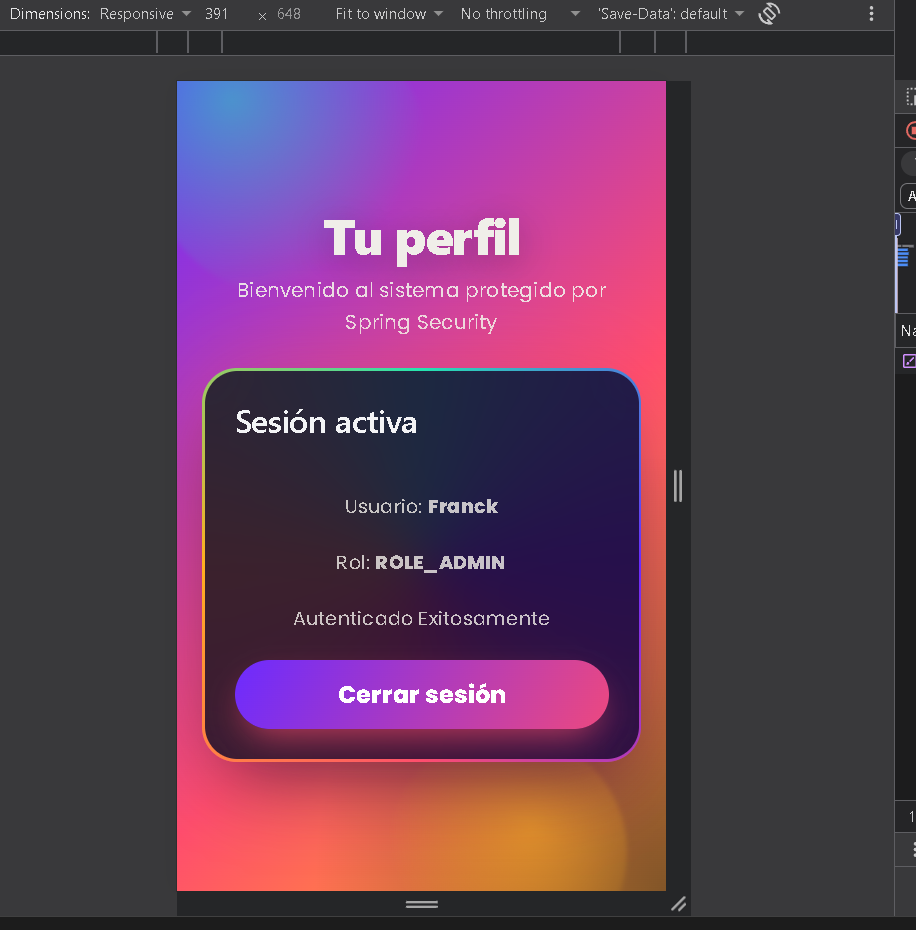 Dimensions: Responsive 391 × 648 Fit to window No throttling 'Save-Data': default
Tu perfil
Bienvenido al sistema protegido por
Spring Security
Sesión activa
Usuario: Franck
Rol: ROLE_ADMIN
Autenticado Exitosamente
Cerrar sesión